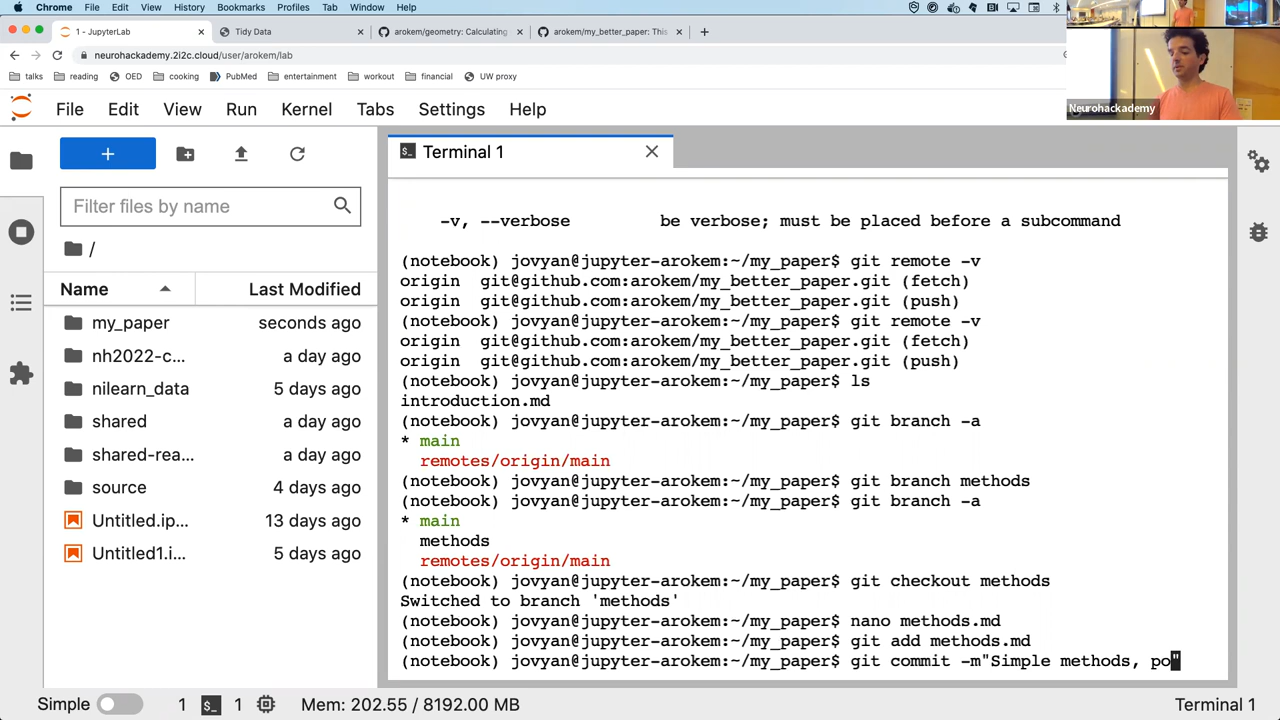 Chrome File Edit View History Bookmarks Profiles Tab Window Help
1 - JupyterLab
Tidy Data
arokem/geometry: Calculating
arokem/my_better_paper: This
neurohackademy.2i2c.cloud/user/arokem/lab
talks reading OED cooking PubMed entertainment workout financial UW proxy
Neurohackademy
File Edit View Run Kernel Tabs Settings Help
Terminal 1
Filter files by name
/
Name Last Modified
my_paper seconds ago
nh2022-c... a day ago
nilearn_data 5 days ago
shared a day ago
shared-rea... a day ago
source 4 days ago
Untitled.ip... 13 days ago
Untitled1.i... 5 days ago
-v, --verbose be verbose; must be placed before a subcommand
(notebook) jovyan@jupyter-arokem:~/my_paper$ git remote -v
origin git@github.com:arokem/my_better_paper.git (fetch)
origin git@github.com:arokem/my_better_paper.git (push)
(notebook) jovyan@jupyter-arokem:~/my_paper$ git remote -v
origin git@github.com:arokem/my_better_paper.git (fetch)
origin git@github.com:arokem/my_better_paper.git (push)
(notebook) jovyan@jupyter-arokem:~/my_paper$ ls
introduction.md
(notebook) jovyan@jupyter-arokem:~/my_paper$ git branch -a
* main
remotes/origin/main
(notebook) jovyan@jupyter-arokem:~/my_paper$ git branch methods
(notebook) jovyan@jupyter-arokem:~/my_paper$ git branch -a
* main
methods
remotes/origin/main
(notebook) jovyan@jupyter-arokem:~/my_paper$ git checkout methods
Switched to branch 'methods'
(notebook) jovyan@jupyter-arokem:~/my_paper$ nano methods.md
(notebook) jovyan@jupyter-arokem:~/my_paper$ git add methods.md
(notebook) jovyan@jupyter-arokem:~/my_paper$ git commit -m"Simple methods, po"
Simple 1 1 Mem: 202.55 / 8192.00 MB Terminal 1